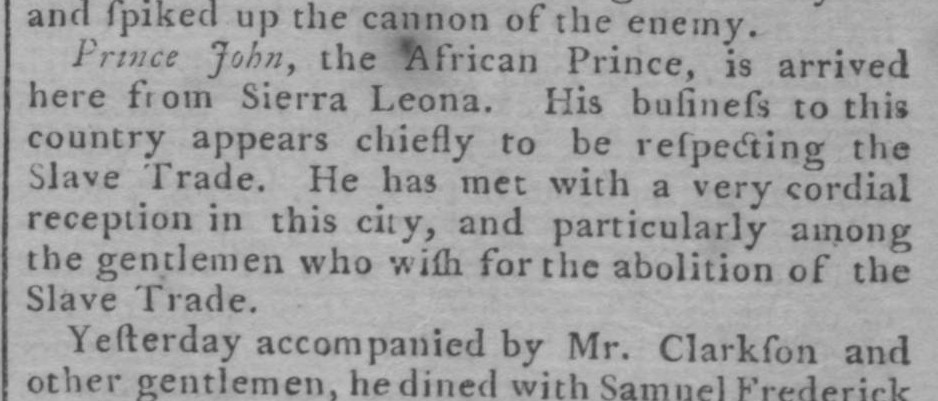 and ſpiked up the cannon of the enemy.
Prince John, the African Prince, is arrived
here from Sierra Leona. His buſineſs to this
country appears chiefly to be reſpecting the
Slave Trade. He has met with a very cordial
reception in this city, and particularly among
the gentlemen who wiſh for the abolition of the
Slave Trade.
Yeſterday accompanied by Mr. Clarkſon and
other gentlemen, he dined with Samuel Frederick